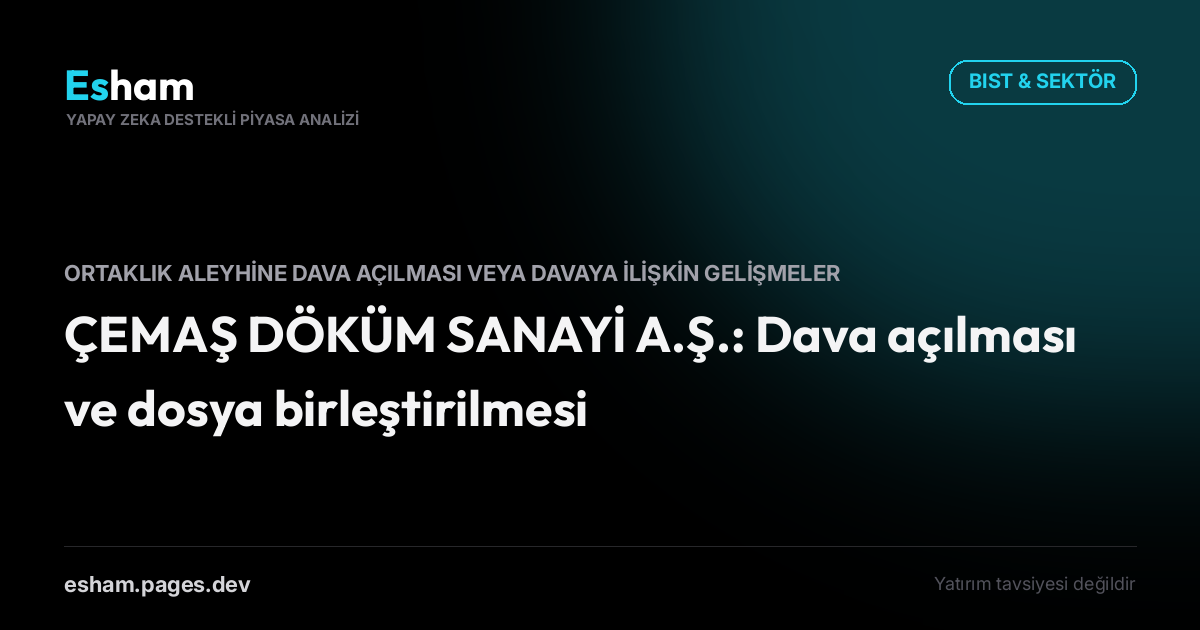 Esham
YAPAY ZEKA DESTEKLİ PİYASA ANALİZİ
BIST & SEKTÖR
ORTAKLIK ALEYHİNE DAVA AÇILMASI VEYA DAVAYA İLİŞKİN GELİŞMELER
ÇEMAŞ DÖKÜM SANAYİ A.Ş.: Dava açılması
ve dosya birleştirilmesi
esham.pages.dev
Yatırım tavsiyesi değildir